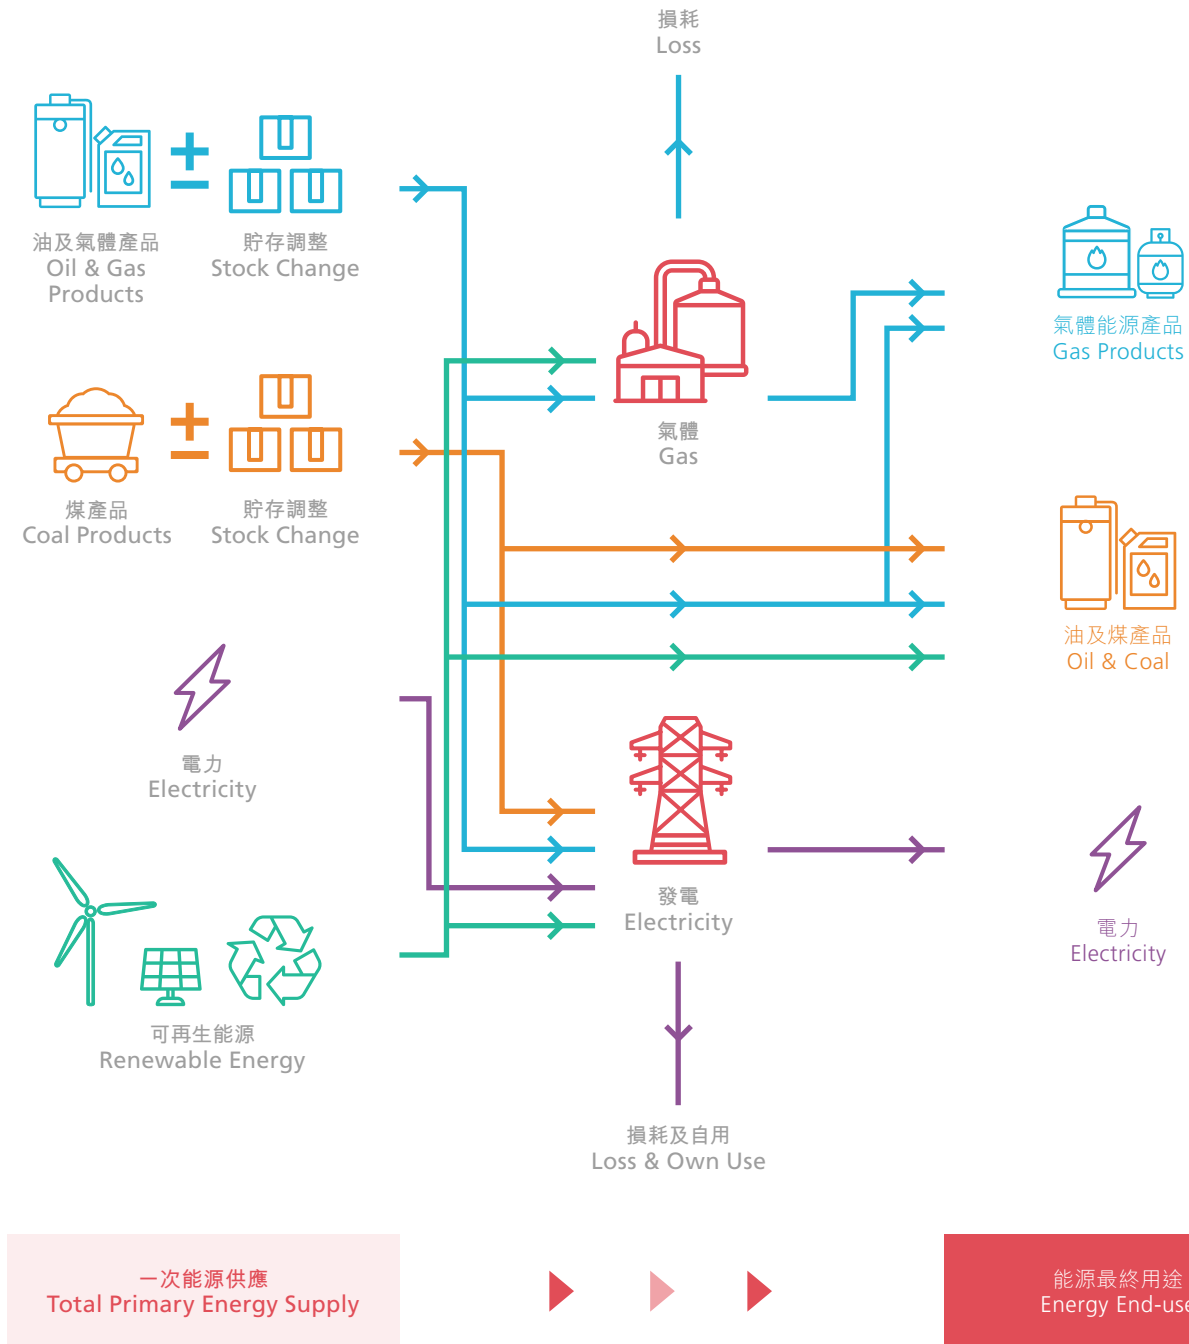 損耗
Loss
油及氣體產品
Oil & Gas
Products
貯存調整
Stock Change
氣體能源產品
Gas Products
氣體
Gas
煤產品
Coal Products
貯存調整
Stock Change
油及煤產品
Oil & Coal
電力
Electricity
發電
Electricity
電力
Electricity
可再生能源
Renewable Energy
損耗及自用
Loss & Own Use
一次能源供應
Total Primary Energy Supply
能源最終用途
Energy End-use